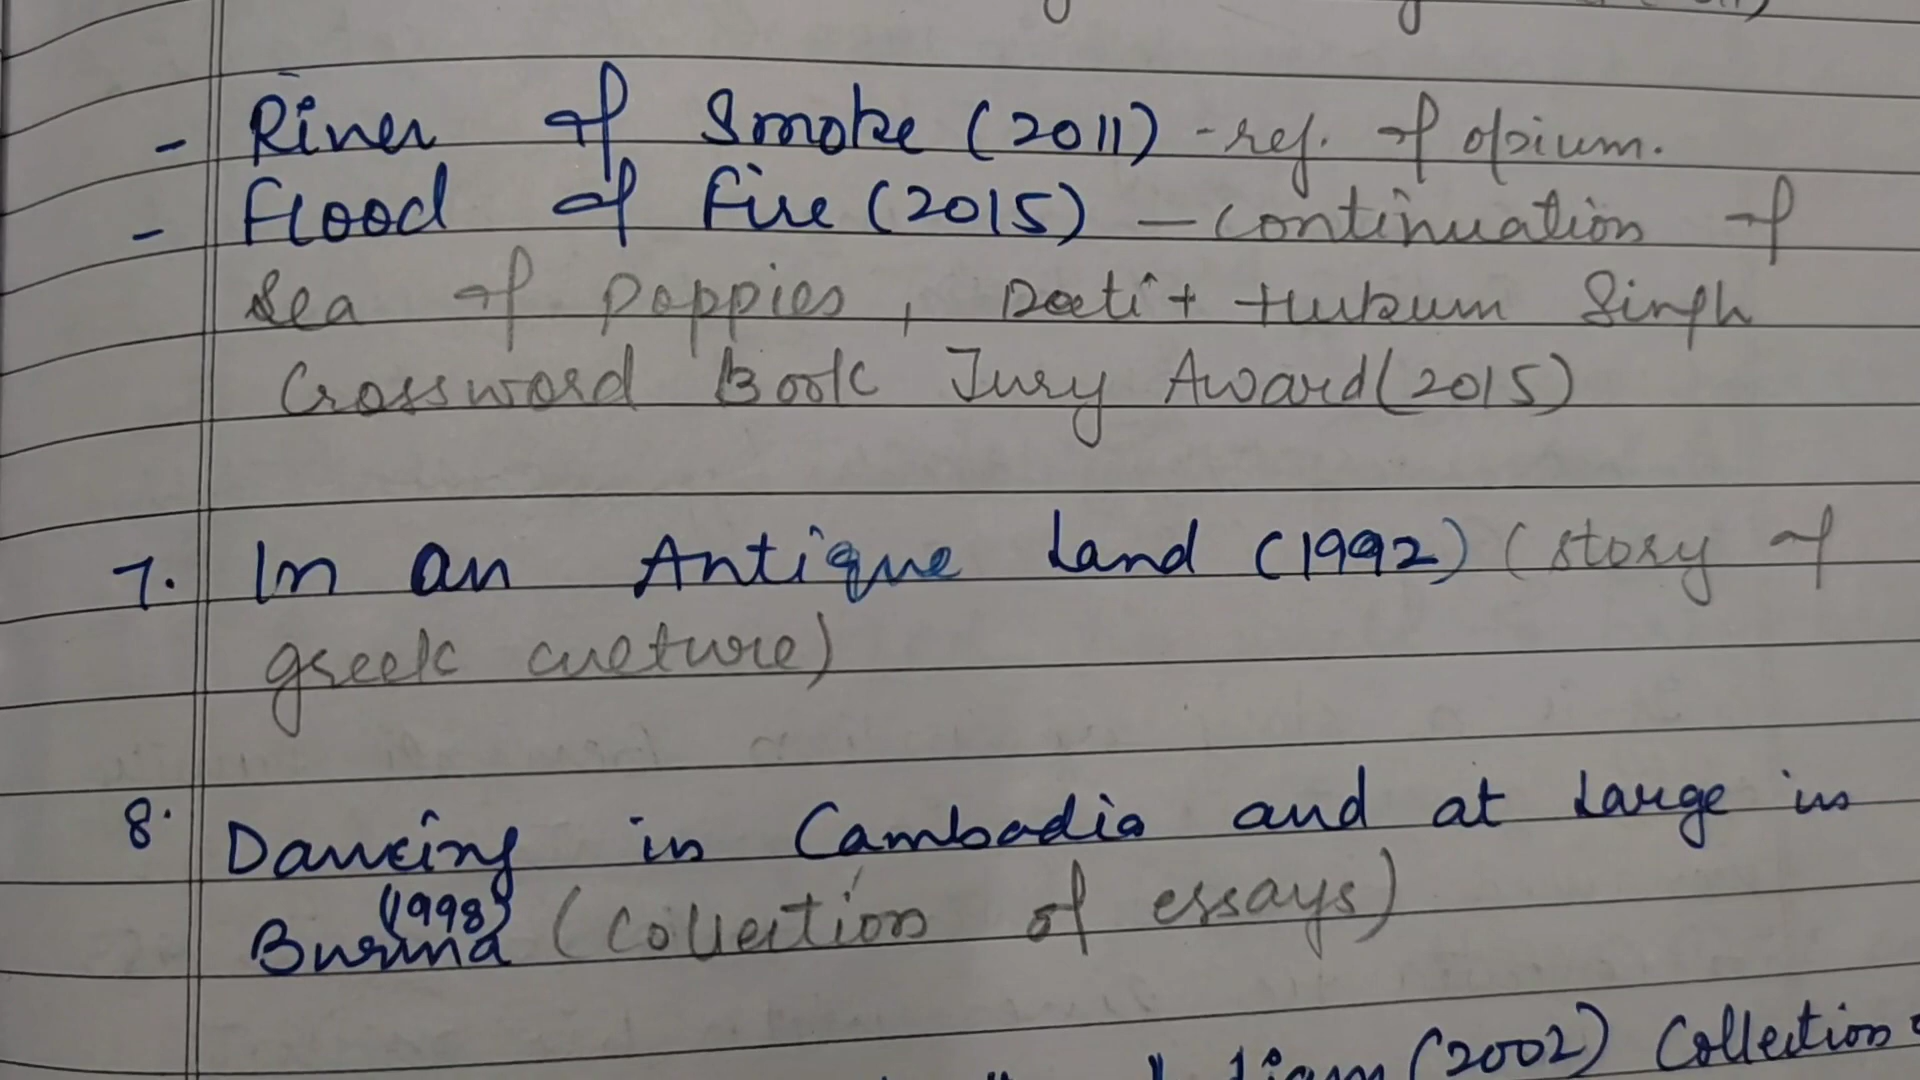 - River of Smoke (2011) - ref. of opium.
- Flood of Fire (2015) - continuation of
Sea of poppies, Deeti + Hukum Singh
Crossword Book Jury Award (2015)
7. In an Antique Land (1992) (story of
greek culture)
8. Dancing in Cambodia and at Large in
Burma (1998) (Collection of essays)
(2002) Collection